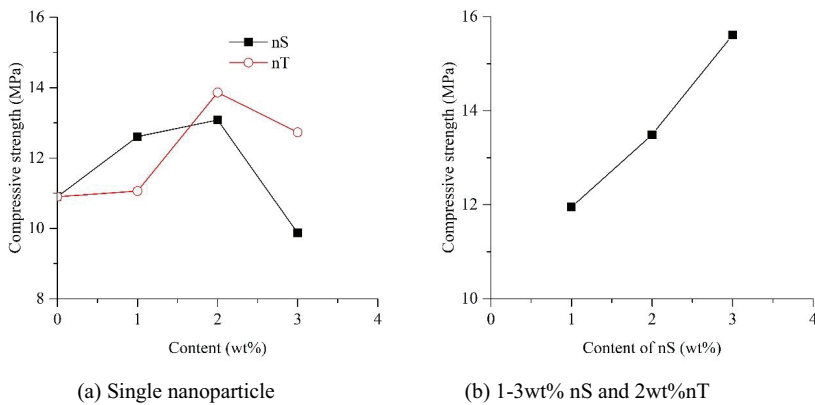 16
14
12
10
8
Compressive strength (MPa)
nS
nT
0 1 2 3 4
Content (wt%)
(a) Single nanoparticle
16
14
12
10
Compressive strength (MPa)
0 1 2 3 4
Content of nS (wt%)
(b) 1-3wt% nS and 2wt%nT